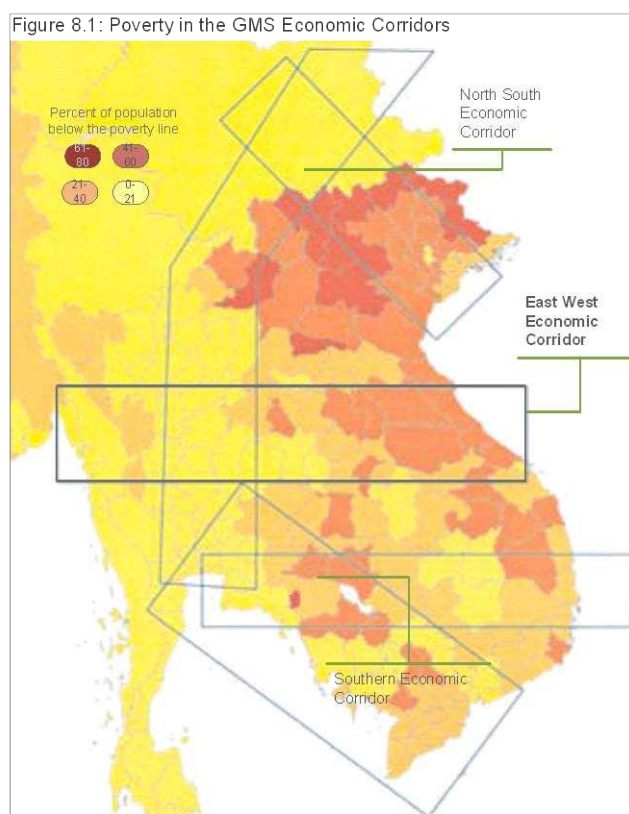 Figure 8.1: Poverty in the GMS Economic Corridors
Percent of population
below the poverty line
61-
80
41-
60
21-
40
0-
21
North South
Economic
Corridor
East West
Economic
Corridor
Southern Economic
Corridor